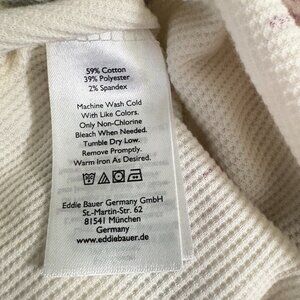 59% Cotton
39% Polyester
2% Spandex
Machine Wash Cold
With Like Colors.
Only Non-Chlorine
Bleach When Needed.
Tumble Dry Low.
Remove Promptly.
Warm Iron As Desired.
Eddie Bauer Germany GmbH
St.-Martin-Str. 62
81541 München
Germany
www.eddiebauer.de